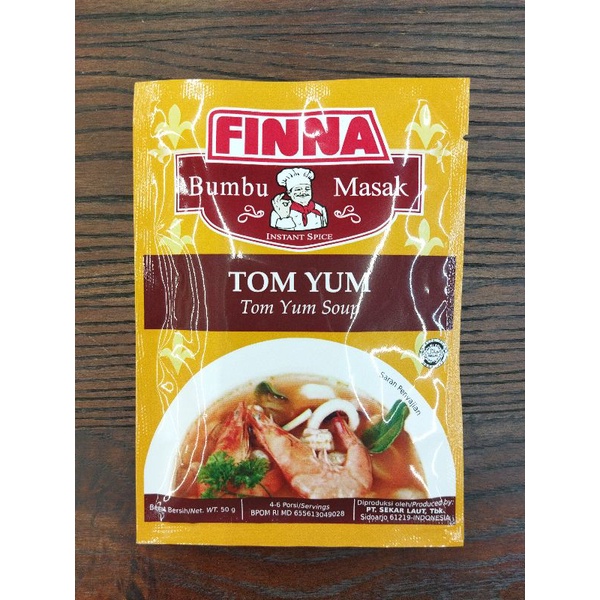 FINNA
Bumbu Masak
INSTANT SPICE
TOM YUM
Tom Yum Soup
Saran Penyajian
Berat Bersih/Net. WT. 50 g
4-6 Porsi/Servings
BPOM RI MD 655613049028
Diproduksi oleh/Produced by:
PT. SEKAR LAUT, Tbk.
Sidoarjo 61219-INDONESIA